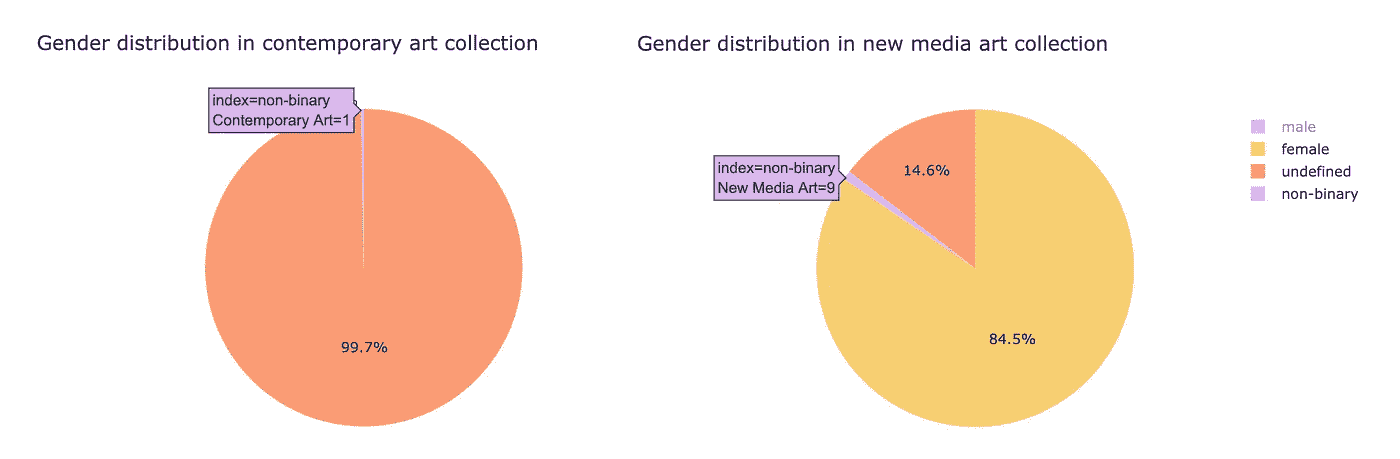 Gender distribution in contemporary art collection
Gender distribution in new media art collection
index=non-binary
Contemporary Art=1
99.7%
index=non-binary
New Media Art=9
14.6%
84.5%
male
female
undefined
non-binary